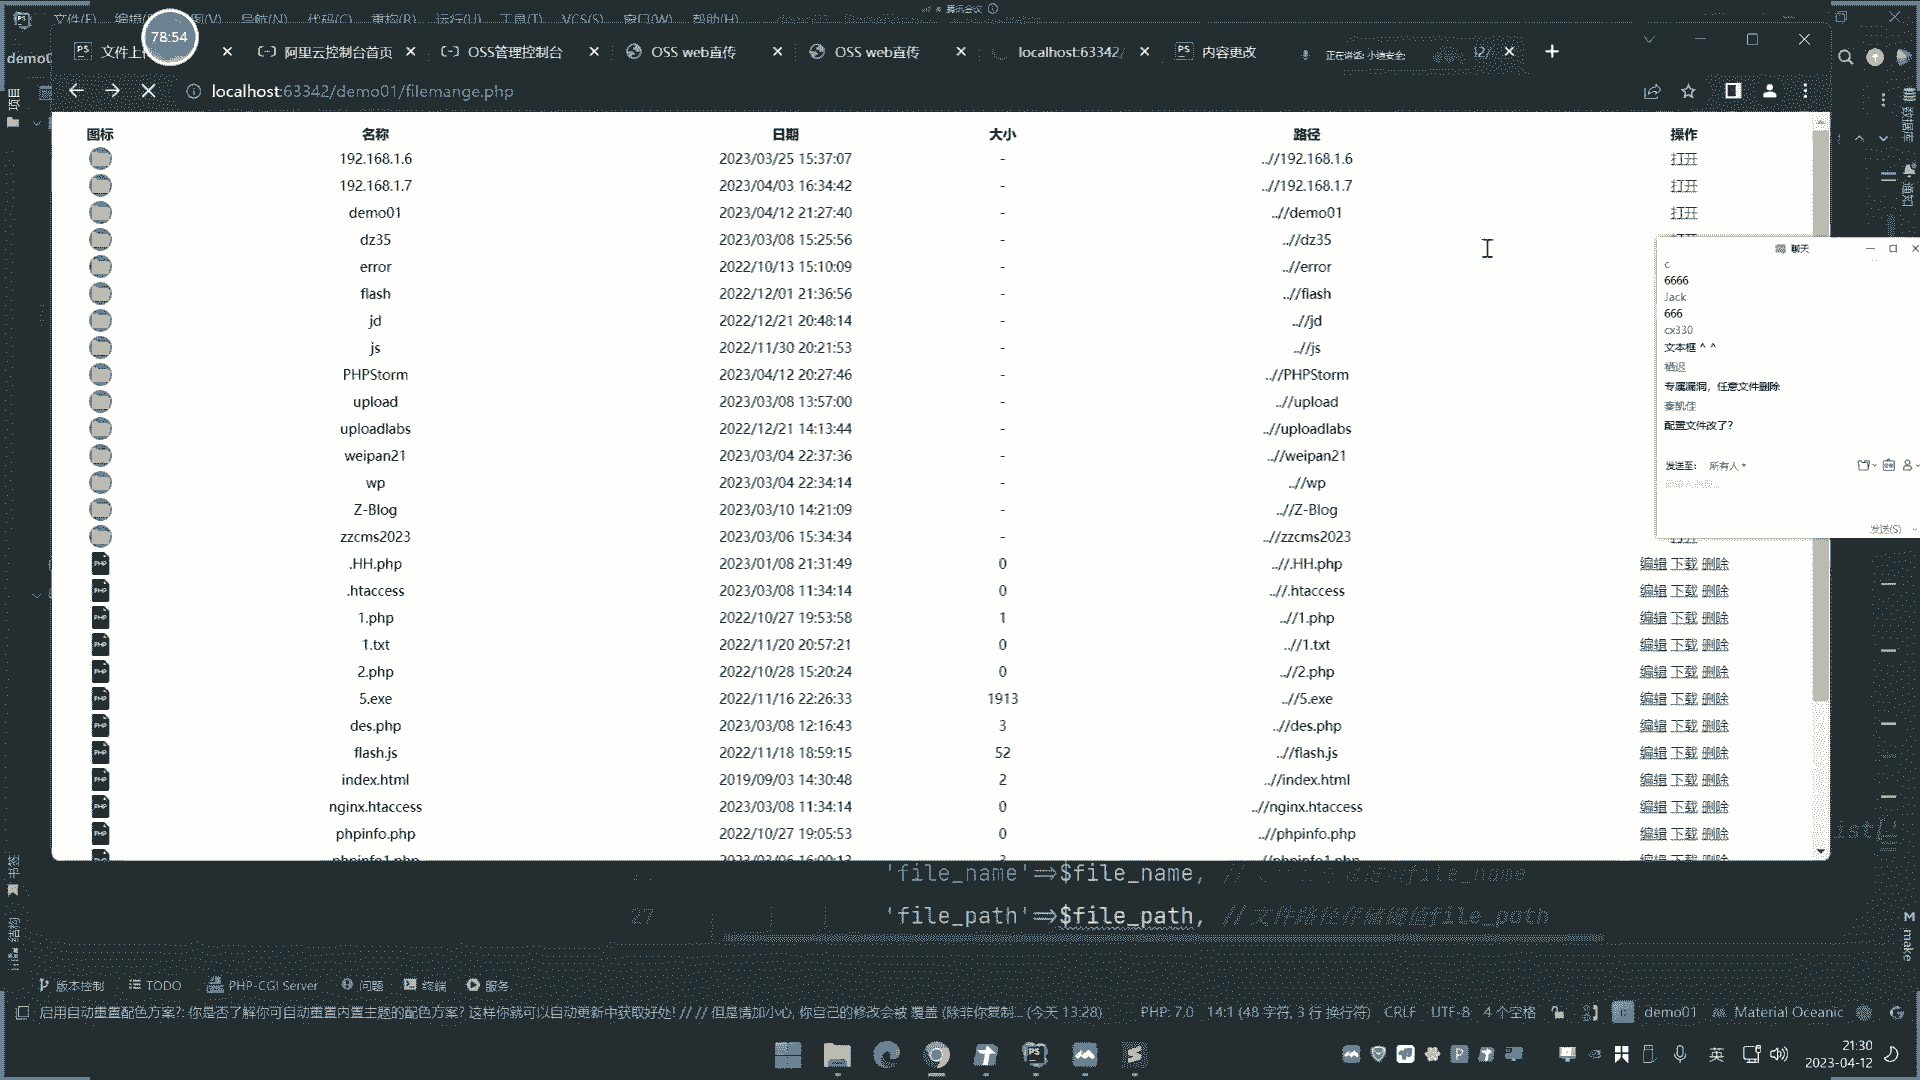 腾讯会议
文件(F) 编辑 图(V) 导航(N) 代码(C) 重构(R) 运行(U) 工具(T) VCS(S) 窗口(W) 帮助(H)
78:54
文件上 阿里云控制台首页 OSS管理控制台 OSS web直传 OSS web直传 localhost:63342/ 内容更改 正在讲话: 小迪安全;
demo0
项目
localhost:63342/demo01/filemange.php
数据库
通知
图标 名称 日期 大小 路径 操作
192.168.1.6 2023/03/25 15:37:07 - ..//192.168.1.6 打开
192.168.1.7 2023/04/03 16:34:42 - ..//192.168.1.7 打开
demo01 2023/04/12 21:27:40 - ..//demo01 打开
dz35 2023/03/08 15:25:56 - ..//dz35
error 2022/10/13 15:10:09 - ..//error
flash 2022/12/01 21:36:56 - ..//flash
jd 2022/12/21 20:48:14 - ..//jd
js 2022/11/30 20:21:53 - ..//js
PHPStorm 2023/04/12 20:27:46 - ..//PHPStorm
upload 2023/03/08 13:57:00 - ..//upload
uploadlabs 2022/12/21 14:13:44 - ..//uploadlabs
weipan21 2023/03/04 22:37:36 - ..//weipan21
wp 2023/03/04 22:34:14 - ..//wp
Z-Blog 2023/03/10 14:21:09 - ..//Z-Blog
zzcms2023 2023/03/06 15:34:34 - ..//zzcms2023
.HH.php 2023/01/08 21:31:49 0 ..//.HH.php 编辑 下载 删除
.htaccess 2023/03/08 11:34:14 0 ..//.htaccess 编辑 下载 删除
1.php 2022/10/27 19:53:58 1 ..//1.php 编辑 下载 删除
1.txt 2022/11/20 20:57:21 0 ..//1.txt 编辑 下载 删除
2.php 2022/10/28 15:20:24 0 ..//2.php 编辑 下载 删除
5.exe 2022/11/16 22:26:33 1913 ..//5.exe 编辑 下载 删除
des.php 2023/03/08 12:16:43 3 ..//des.php 编辑 下载 删除
flash.js 2022/11/18 18:59:15 52 ..//flash.js 编辑 下载 删除
index.html 2019/09/03 14:30:48 2 ..//index.html 编辑 下载 删除
nginx.htaccess 2023/03/08 11:34:14 0 ..//nginx.htaccess 编辑 下载 删除
phpinfo.php 2022/10/27 19:05:53 0 ..//phpinfo.php 编辑 下载 删除
聊天
c
6666
Jack
666
cx330
文本框 ^ ^
栖迟
专属漏洞，任意文件删除
秦凯佳
配置文件改了?
发送至: 所有人
发送(S)
书签
结构
make
'file_name'=>$file_name, // file_name
27 'file_path'=>$file_path, //文件路径存储键值file_path
版本控制 TODO PHP-CGI Server 问题 终端 服务
启用自动重置配色方案?: 你是否了解你可自动重置内置主题的配色方案? 这样你就可以自动更新中获取好处! // // 但是请加小心, 你自己的修改会被 覆盖 (除非你复制... (今天 13:28) PHP: 7.0 14:1 (48 字符, 3 行 换行符) CRLF UTF-8 4 个空格 demo01 Material Oceanic
英 21:30
2023-04-12